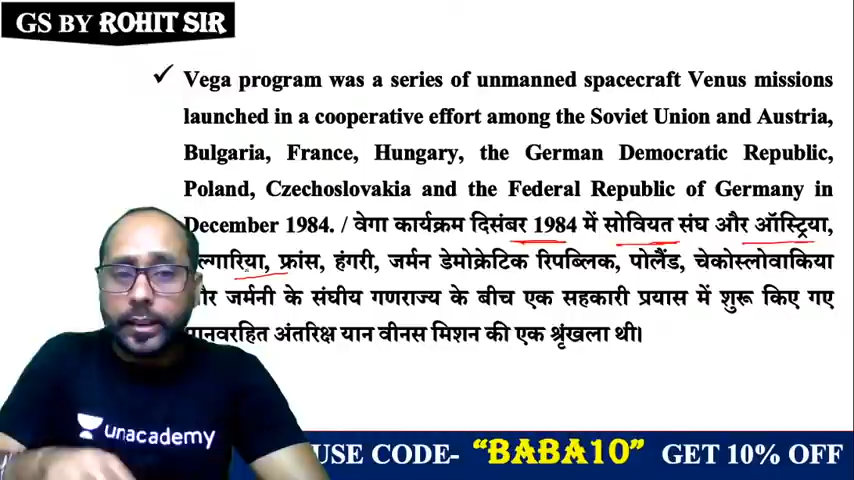 GS BY ROHIT SIR
Vega program was a series of unmanned spacecraft Venus missions
launched in a cooperative effort among the Soviet Union and Austria,
Bulgaria, France, Hungary, the German Democratic Republic,
Poland, Czechoslovakia and the Federal Republic of Germany in
December 1984. / वेगा कार्यक्रम दिसंबर 1984 में सोवियत संघ और ऑस्ट्रिया,
फ्रांस, हंगरी, जर्मन डेमोक्रेटिक रिपब्लिक, पोलैंड, चेकोस्लोवाकिया
जर्मनी के संघीय गणराज्य के बीच एक सहकारी प्रयास में शुरू किए गए
अंतरिक्ष यान वीनस मिशन की एक श्रृंखला थी।
unacademy
USE CODE- “BABA10” GET 10% OFF